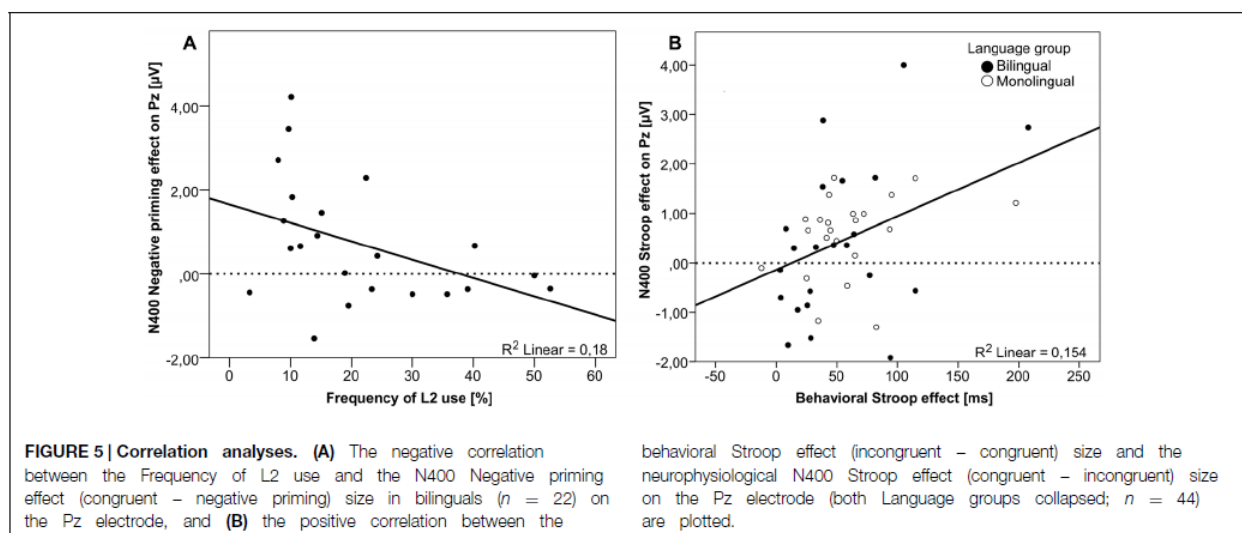 A
N400 Negative priming effect on Pz [µV]
4,00
2,00
,00
-2,00
R² Linear = 0,18
0 10 20 30 40 50 60
Frequency of L2 use [%]
B
Language group
Bilingual
Monolingual
N400 Stroop effect on Pz [µV]
4,00
3,00
2,00
1,00
,00
-1,00
-2,00
R² Linear = 0,154
-50 0 50 100 150 200 250
Behavioral Stroop effect [ms]
FIGURE 5 | Correlation analyses. (A) The negative correlation
between the Frequency of L2 use and the N400 Negative priming
effect (congruent – negative priming) size in bilinguals (n = 22) on
the Pz electrode, and (B) the positive correlation between the
behavioral Stroop effect (incongruent – congruent) size and the
neurophysiological N400 Stroop effect (congruent – incongruent) size
on the Pz electrode (both Language groups collapsed; n = 44)
are plotted.